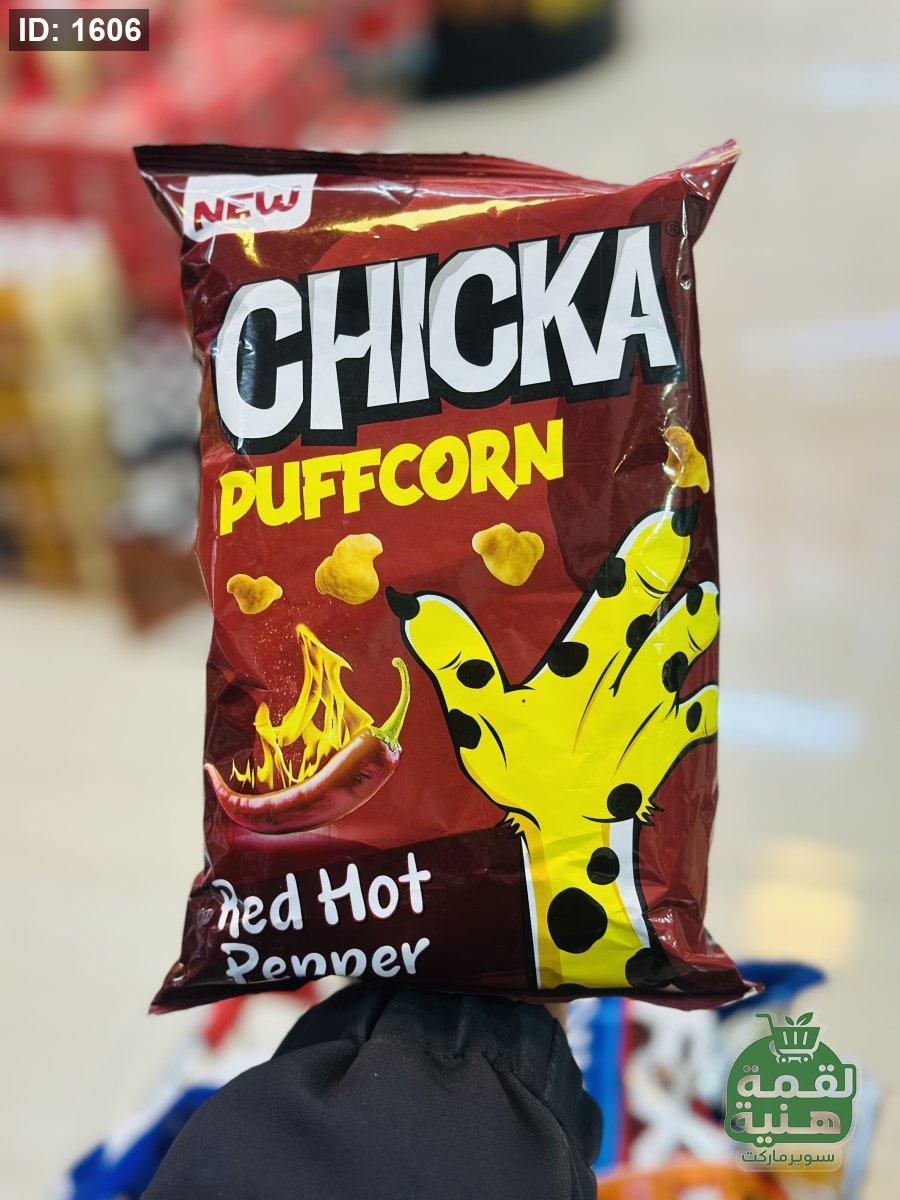 ID: 1606
NEW
CHICKA
®
PUFFCORN
Red Hot
Pepper
لقمة
هنية
سوبرماركت